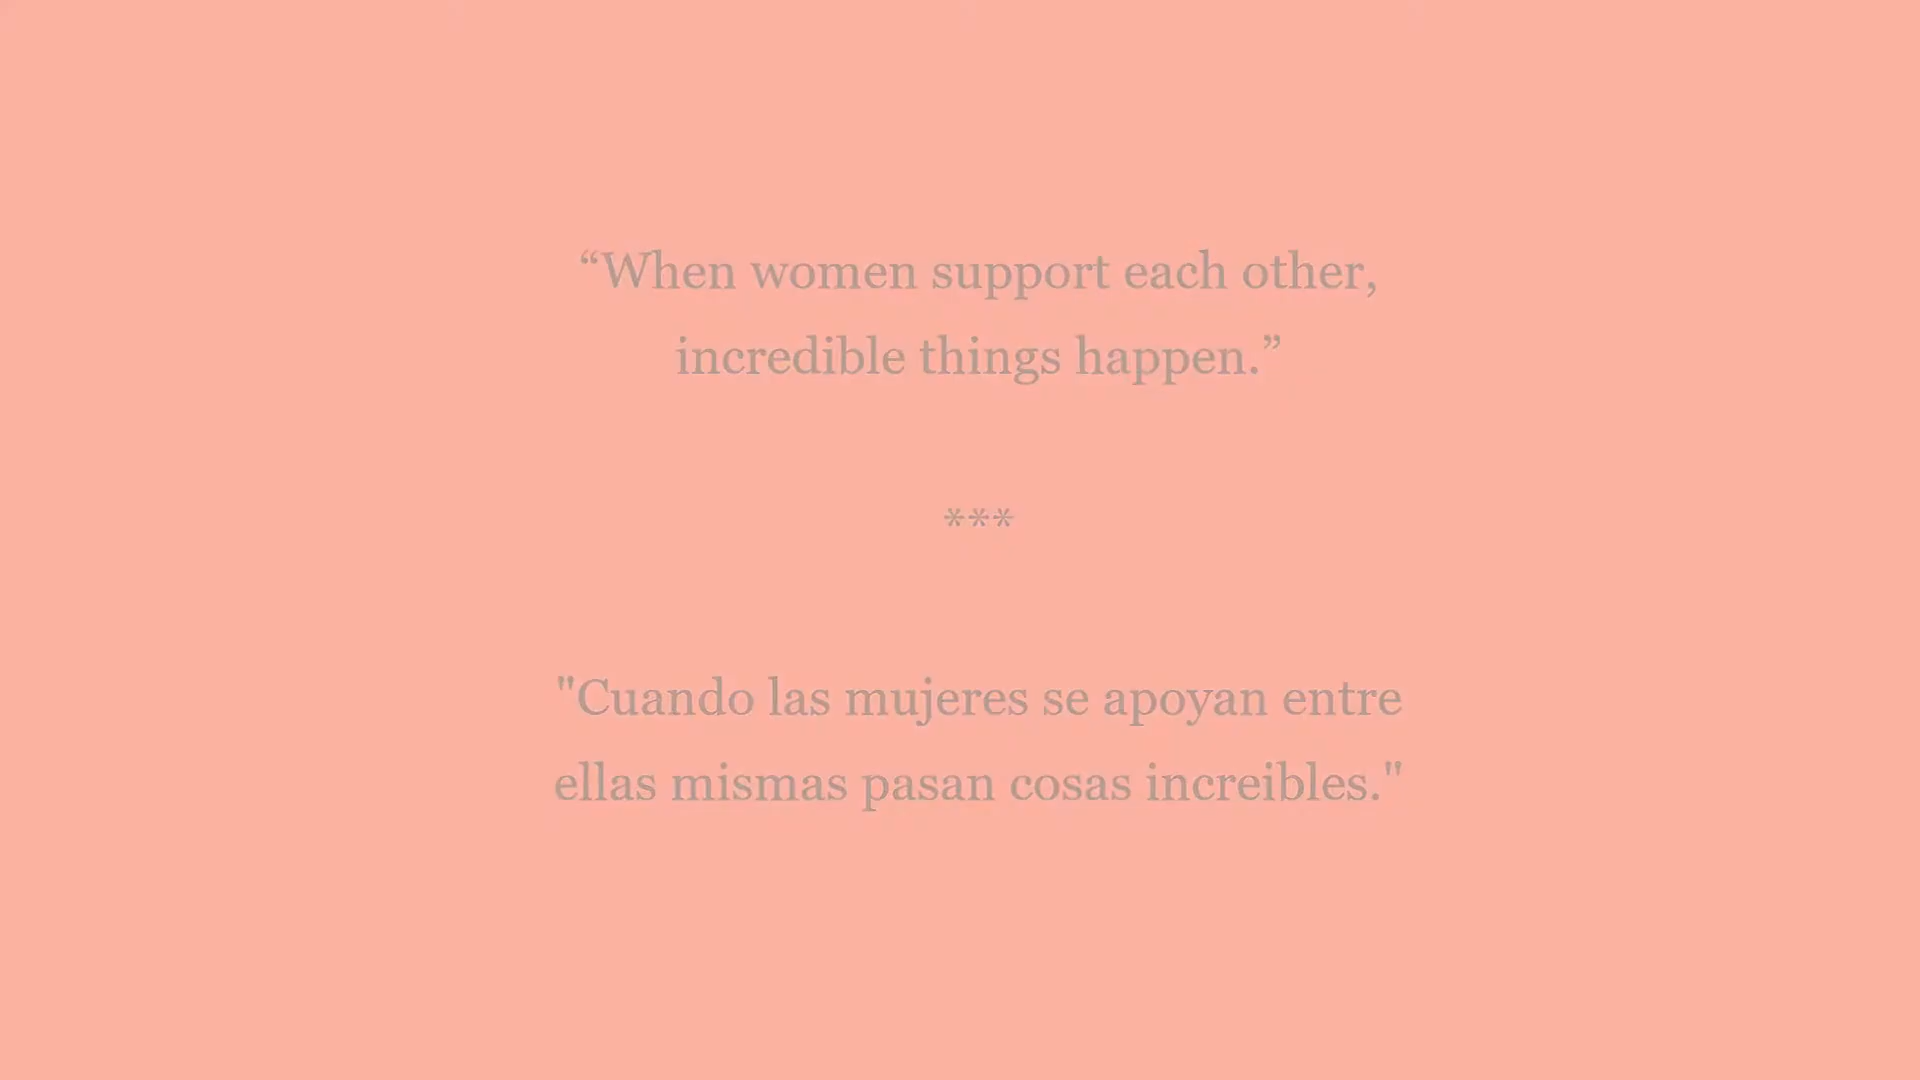 “When women support each other,
incredible things happen.”
***
"Cuando las mujeres se apoyan entre
ellas mismas pasan cosas increibles."